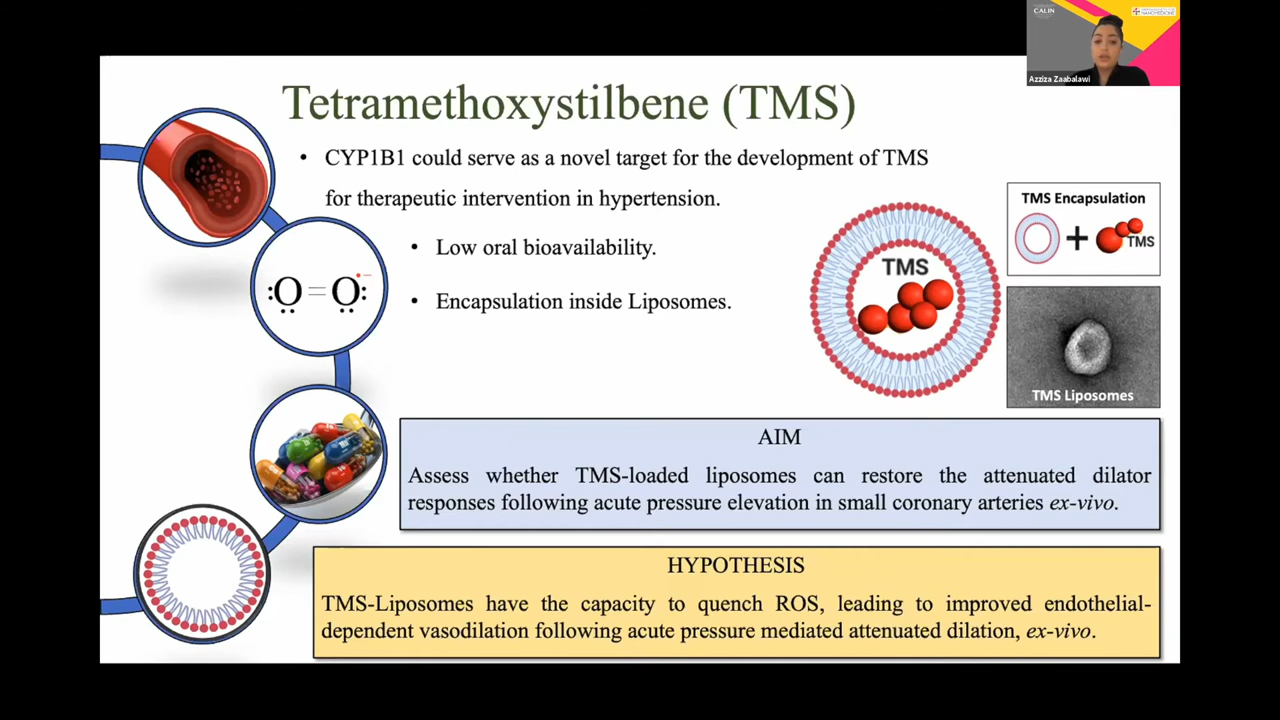 CALIN
NANOMEDICINE
Azziza Zaabalawi
Tetramethoxystilbene (TMS)
• CYP1B1 could serve as a novel target for the development of TMS
for therapeutic intervention in hypertension.
• Low oral bioavailability.
• Encapsulation inside Liposomes.
:O=O:
TMS
TMS Encapsulation
+
TMS
TMS Liposomes
AIM
Assess whether TMS-loaded liposomes can restore the attenuated dilator
responses following acute pressure elevation in small coronary arteries ex-vivo.
HYPOTHESIS
TMS-Liposomes have the capacity to quench ROS, leading to improved endothelial-
dependent vasodilation following acute pressure mediated attenuated dilation, ex-vivo.